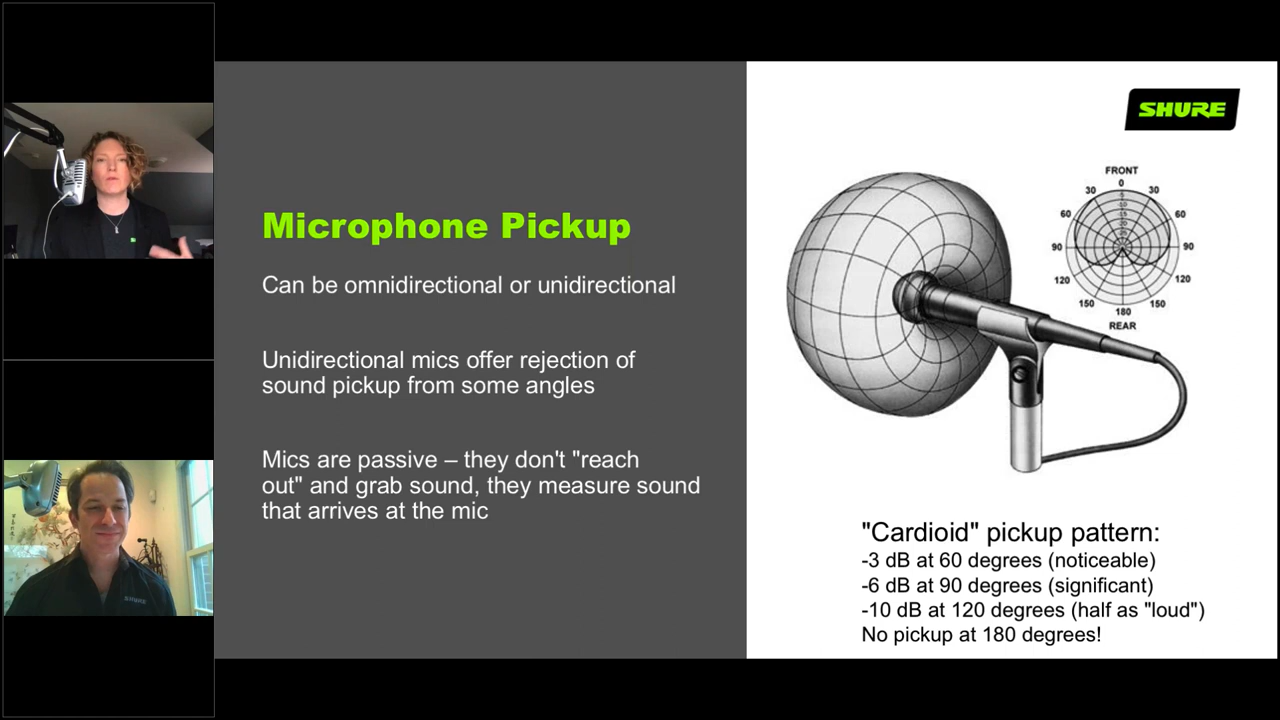 SHURE
Microphone Pickup
Can be omnidirectional or unidirectional
Unidirectional mics offer rejection of
sound pickup from some angles
Mics are passive – they don't "reach
out" and grab sound, they measure sound
that arrives at the mic
FRONT
0
30 30
60 60
90 90
120 120
150 150
180
REAR
"Cardioid" pickup pattern:
-3 dB at 60 degrees (noticeable)
-6 dB at 90 degrees (significant)
-10 dB at 120 degrees (half as "loud")
No pickup at 180 degrees!
SHURE